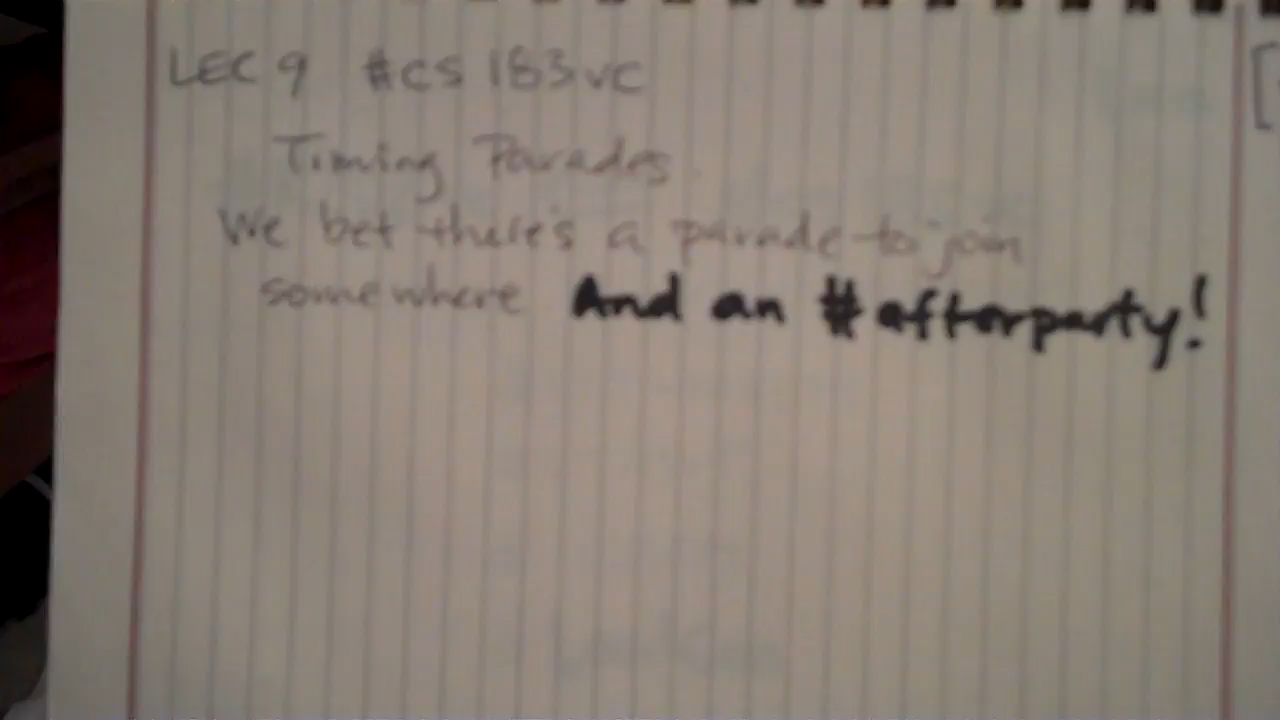 LEC 9 #CS 183VC
Timing Parades
We bet there's a parade to join
somewhere And an #afterparty!